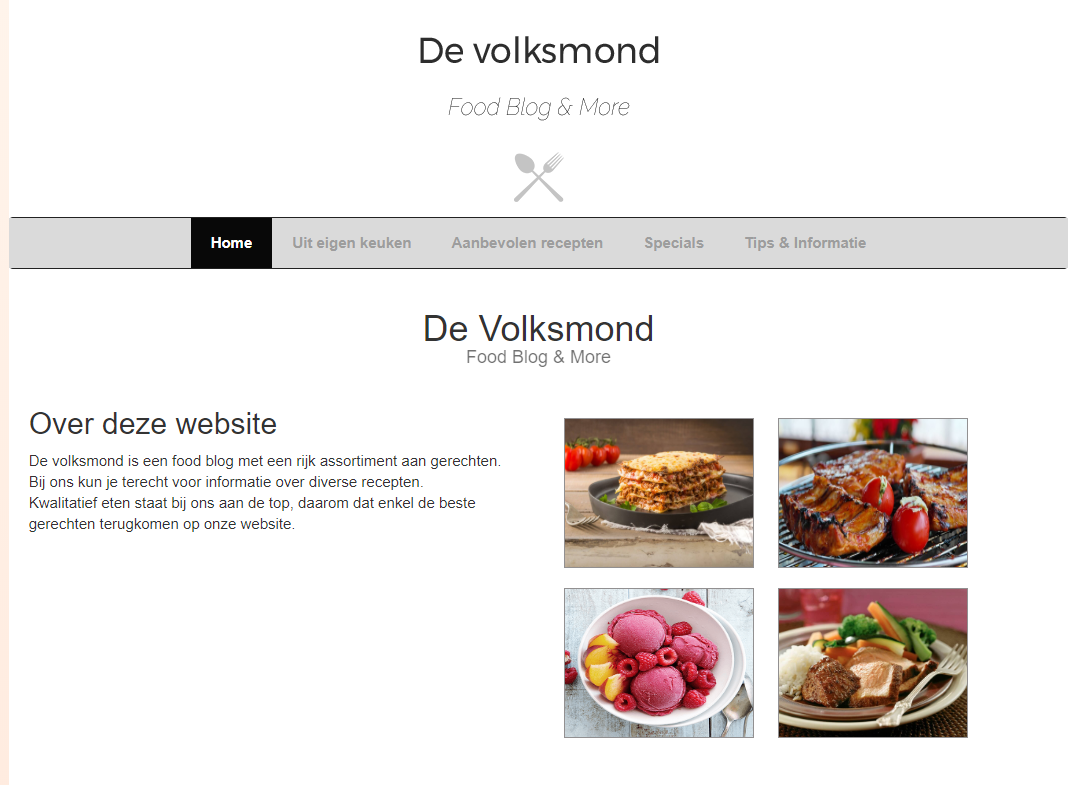 De volksmond
Food Blog & More
Home Uit eigen keuken Aanbevolen recepten Specials Tips & Informatie
De Volksmond
Food Blog & More
Over deze website
De volksmond is een food blog met een rijk assortiment aan gerechten.
Bij ons kun je terecht voor informatie over diverse recepten.
Kwalitatief eten staat bij ons aan de top, daarom dat enkel de beste
gerechten terugkomen op onze website.